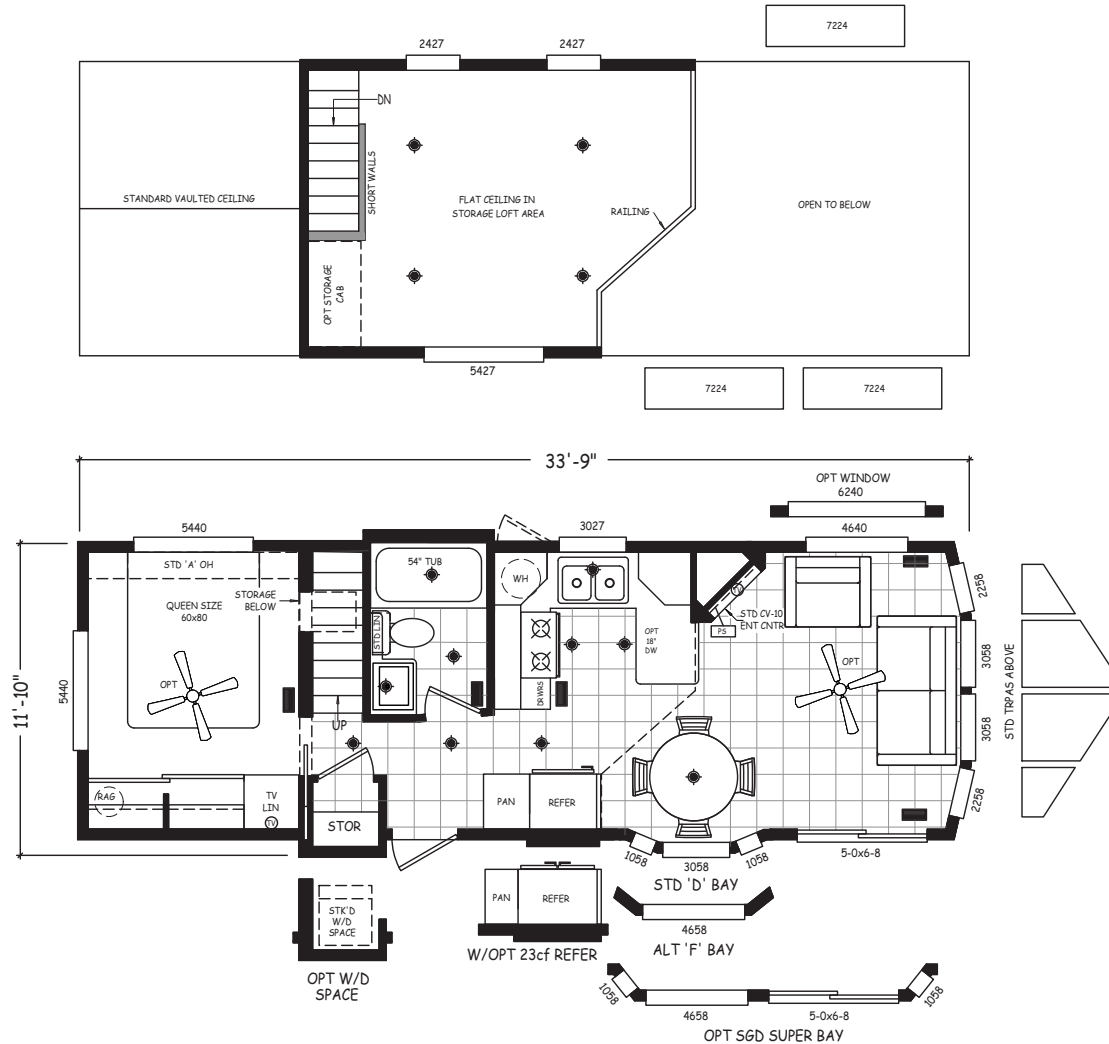 7224
2427
2427
DN
SHORT WALLS
STANDARD VAULTED CEILING
FLAT CEILING IN
STORAGE LOFT AREA
RAILING
OPEN TO BELOW
OPT STORAGE
CAB
5427
7224
7224
33'-9"
OPT WINDOW
6240
5440
3027
4640
STD 'A' OH
STORAGE
BELOW
QUEEN SIZE
60x80
54" TUB
WH
STD LIN
TV
STD CV-10
ENT CNTR
PS
OPT
18"
DW
DRWRS
2258
3058
3058
2258
STD TRPAS ABOVE
11'-10"
5440
OPT
OPT
UP
RAG
TV
LIN
TV
STOR
PAN
REFER
1058
3058
1058
5-0x6-8
STD 'D' BAY
PAN
REFER
STK'D
W/D
SPACE
4658
W/OPT 23cf REFER
ALT 'F' BAY
OPT W/D
SPACE
1058
4658
5-0x6-8
1058
OPT SGD SUPER BAY